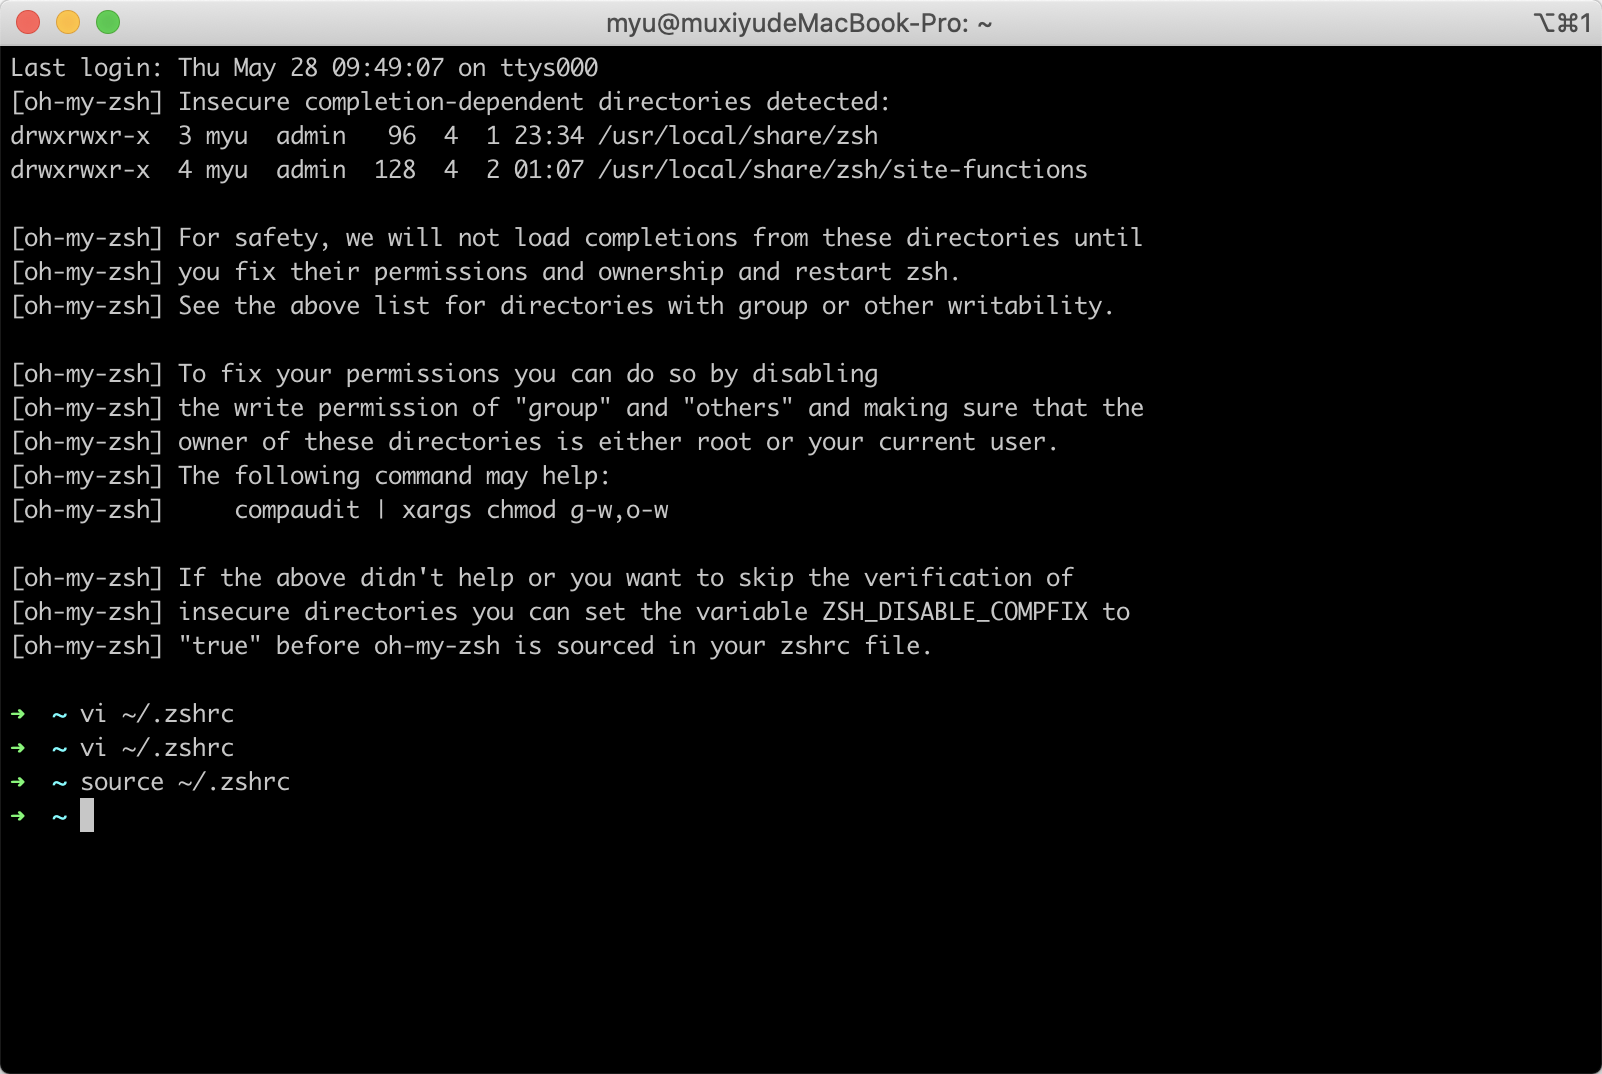 myu@muxiyudeMacBook-Pro: ~ ⌥⌘1
Last login: Thu May 28 09:49:07 on ttys000
[oh-my-zsh] Insecure completion-dependent directories detected:
drwxrwxr-x  3 myu  admin   96  4  1 23:34 /usr/local/share/zsh
drwxrwxr-x  4 myu  admin  128  4  2 01:07 /usr/local/share/zsh/site-functions
[oh-my-zsh] For safety, we will not load completions from these directories until
[oh-my-zsh] you fix their permissions and ownership and restart zsh.
[oh-my-zsh] See the above list for directories with group or other writability.
[oh-my-zsh] To fix your permissions you can do so by disabling
[oh-my-zsh] the write permission of "group" and "others" and making sure that the
[oh-my-zsh] owner of these directories is either root or your current user.
[oh-my-zsh] The following command may help:
[oh-my-zsh]     compaudit | xargs chmod g-w,o-w
[oh-my-zsh] If the above didn't help or you want to skip the verification of
[oh-my-zsh] insecure directories you can set the variable ZSH_DISABLE_COMPFIX to
[oh-my-zsh] "true" before oh-my-zsh is sourced in your zshrc file.
➜  ~ vi ~/.zshrc
➜  ~ vi ~/.zshrc
➜  ~ source ~/.zshrc
➜  ~